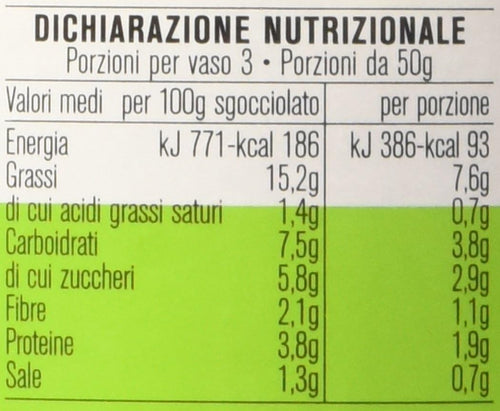 DICHIARAZIONE NUTRIZIONALE
Porzioni per vaso 3 • Porzioni da 50g
Valori medi per 100g sgocciolato per porzione
Energia kJ 771-kcal 186 kJ 386-kcal 93
Grassi 15,2g 7,6g
di cui acidi grassi saturi 1,4g 0,7g
Carboidrati 7,5g 3,8g
di cui zuccheri 5,8g 2,9g
Fibre 2,1g 1,1g
Proteine 3,8g 1,9g
Sale 1,3g 0,7g